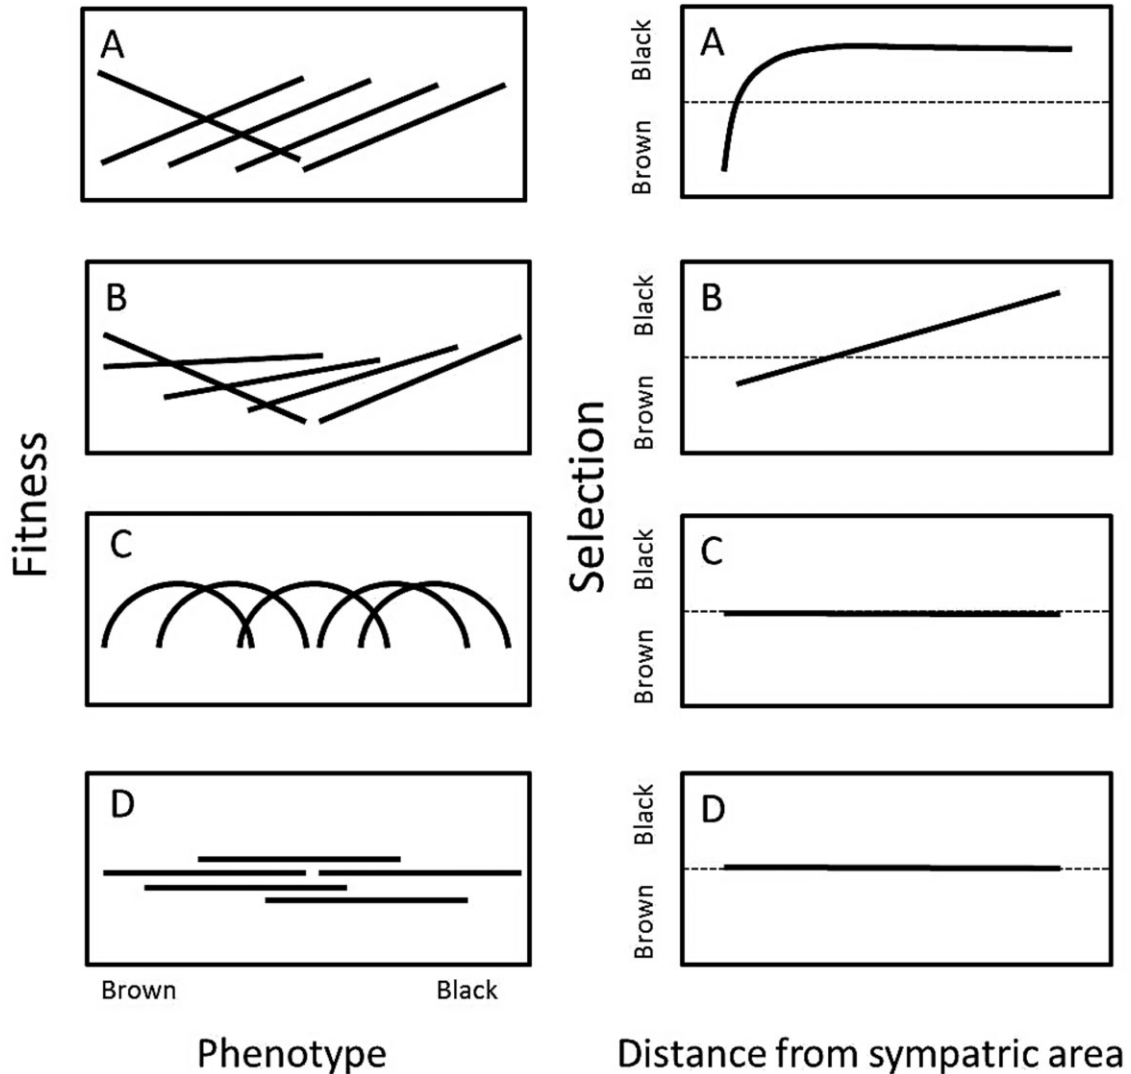 A
A
Black
Brown
B
B
Black
Brown
Fitness
Selection
C
C
Black
Brown
D
D
Black
Brown
Brown
Black
Phenotype
Distance from sympatric area